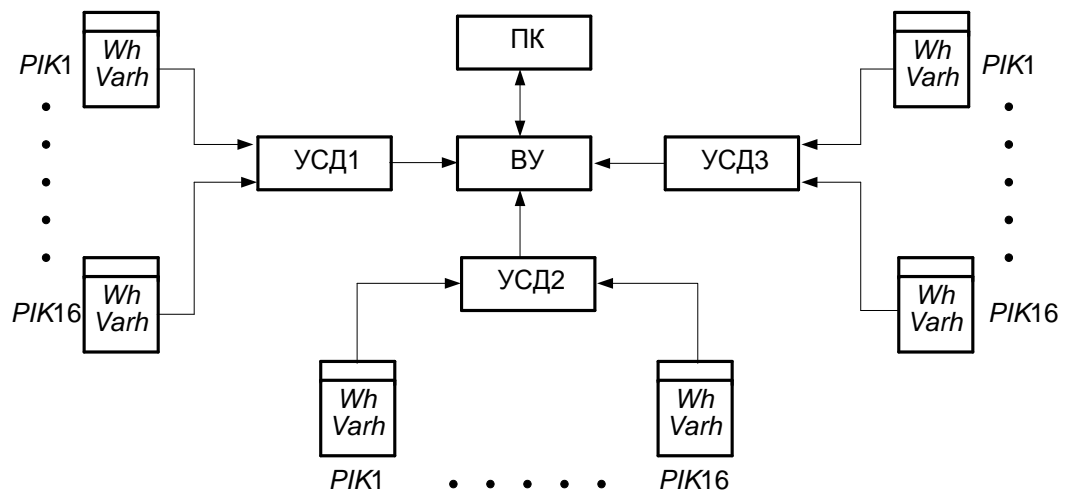 Wh
Varh
PIK1
ПК
Wh
Varh
PIK1
УСД1
ВУ
УСД3
Wh
Varh
PIK16
УСД2
Wh
Varh
PIK16
Wh
Varh
PIK1
Wh
Varh
PIK16